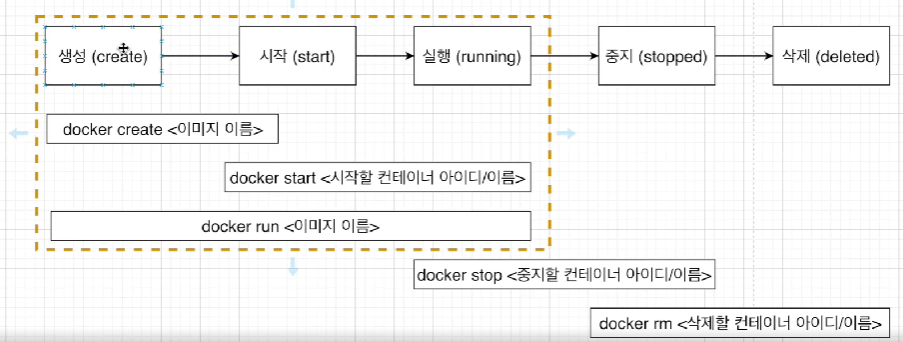 생성 (create)
시작 (start)
실행 (running)
중지 (stopped)
삭제 (deleted)
docker create <이미지 이름>
docker start <시작할 컨테이너 아이디/이름>
docker run <이미지 이름>
docker stop <중지할 컨테이너 아이디/이름>
docker rm <삭제할 컨테이너 아이디/이름>